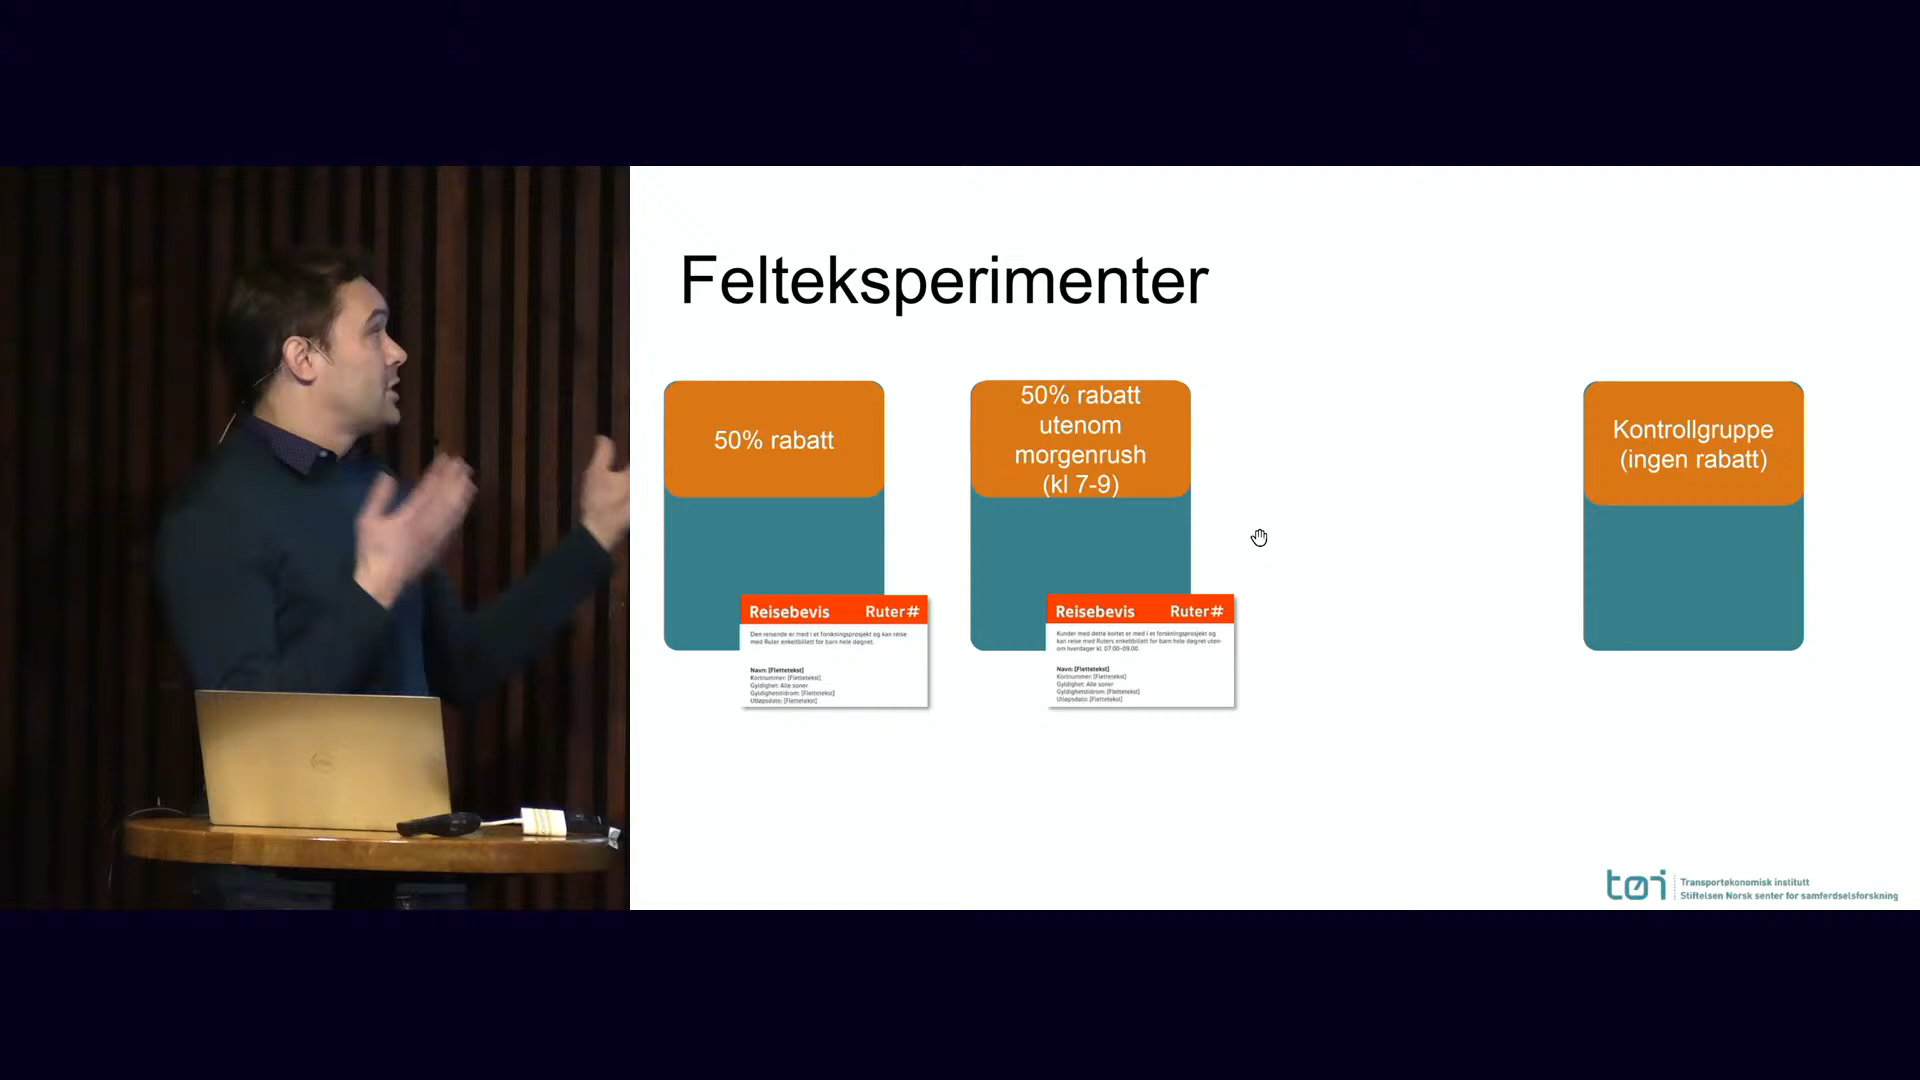 Felteksperimenter
50% rabatt
50% rabatt
utenom
morgenrush
(kl 7-9)
Kontrollgruppe
(ingen rabatt)
Reisebevis Ruter#
Den reisende er med i et forskningsprosjekt og kan reise
med Ruter enkeltbillett for barn hele døgnet.
Navn: [Flettetekst]
Kortnummer: [Flettetekst]
Gyldighet: Alle soner
Gyldighetstidrom: [Flettetekst]
Utløpsdato: [Flettetekst]
Reisebevis Ruter#
Kunder med dette kortet er med i et forskningsprosjekt og
kan reise med Ruters enkeltbillett for barn hele døgnet uten-
om hverdager kl. 07.00–09.00.
Navn: [Flettetekst]
Kortnummer: [Flettetekst]
Gyldighet: Alle soner
Gyldighetstidrom: [Flettetekst]
Utløpsdato: [Flettetekst]
tøi Transportøkonomisk institutt
Stiftelsen Norsk senter for samferdselsforskning